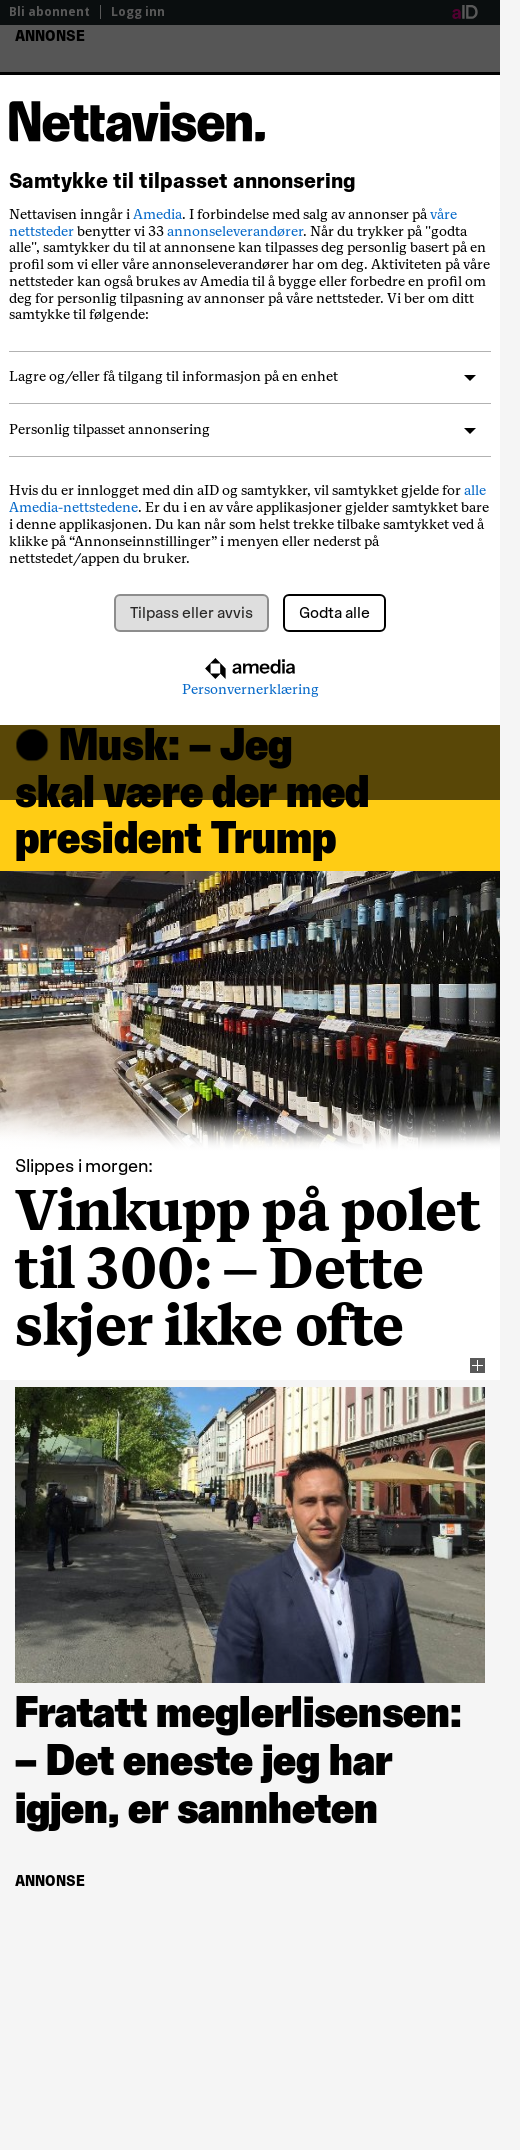 Bli abonnent | Logg inn
aID
ANNONSE
Nettavisen.
Samtykke til tilpasset annonsering
Nettavisen inngår i Amedia. I forbindelse med salg av annonser på våre
nettsteder benytter vi 33 annonseleverandører. Når du trykker på "godta
alle", samtykker du til at annonsene kan tilpasses deg personlig basert på en
profil som vi eller våre annonseleverandører har om deg. Aktiviteten på våre
nettsteder kan også brukes av Amedia til å bygge eller forbedre en profil om
deg for personlig tilpasning av annonser på våre nettsteder. Vi ber om ditt
samtykke til følgende:
Lagre og/eller få tilgang til informasjon på en enhet
Personlig tilpasset annonsering
Hvis du er innlogget med din aID og samtykker, vil samtykket gjelde for alle
Amedia-nettstedene. Er du i en av våre applikasjoner gjelder samtykket bare
i denne applikasjonen. Du kan når som helst trekke tilbake samtykket ved å
klikke på “Annonseinnstillinger” i menyen eller nederst på
nettstedet/appen du bruker.
Tilpass eller avvis
Godta alle
amedia
Personvernerklæring
Musk: – Jeg
skal være der med
president Trump
Slippes i morgen:
Vinkupp på polet
til 300: – Dette
skjer ikke ofte
PARKTEATRET
Fratatt meglerlisensen:
– Det eneste jeg har
igjen, er sannheten
ANNONSE